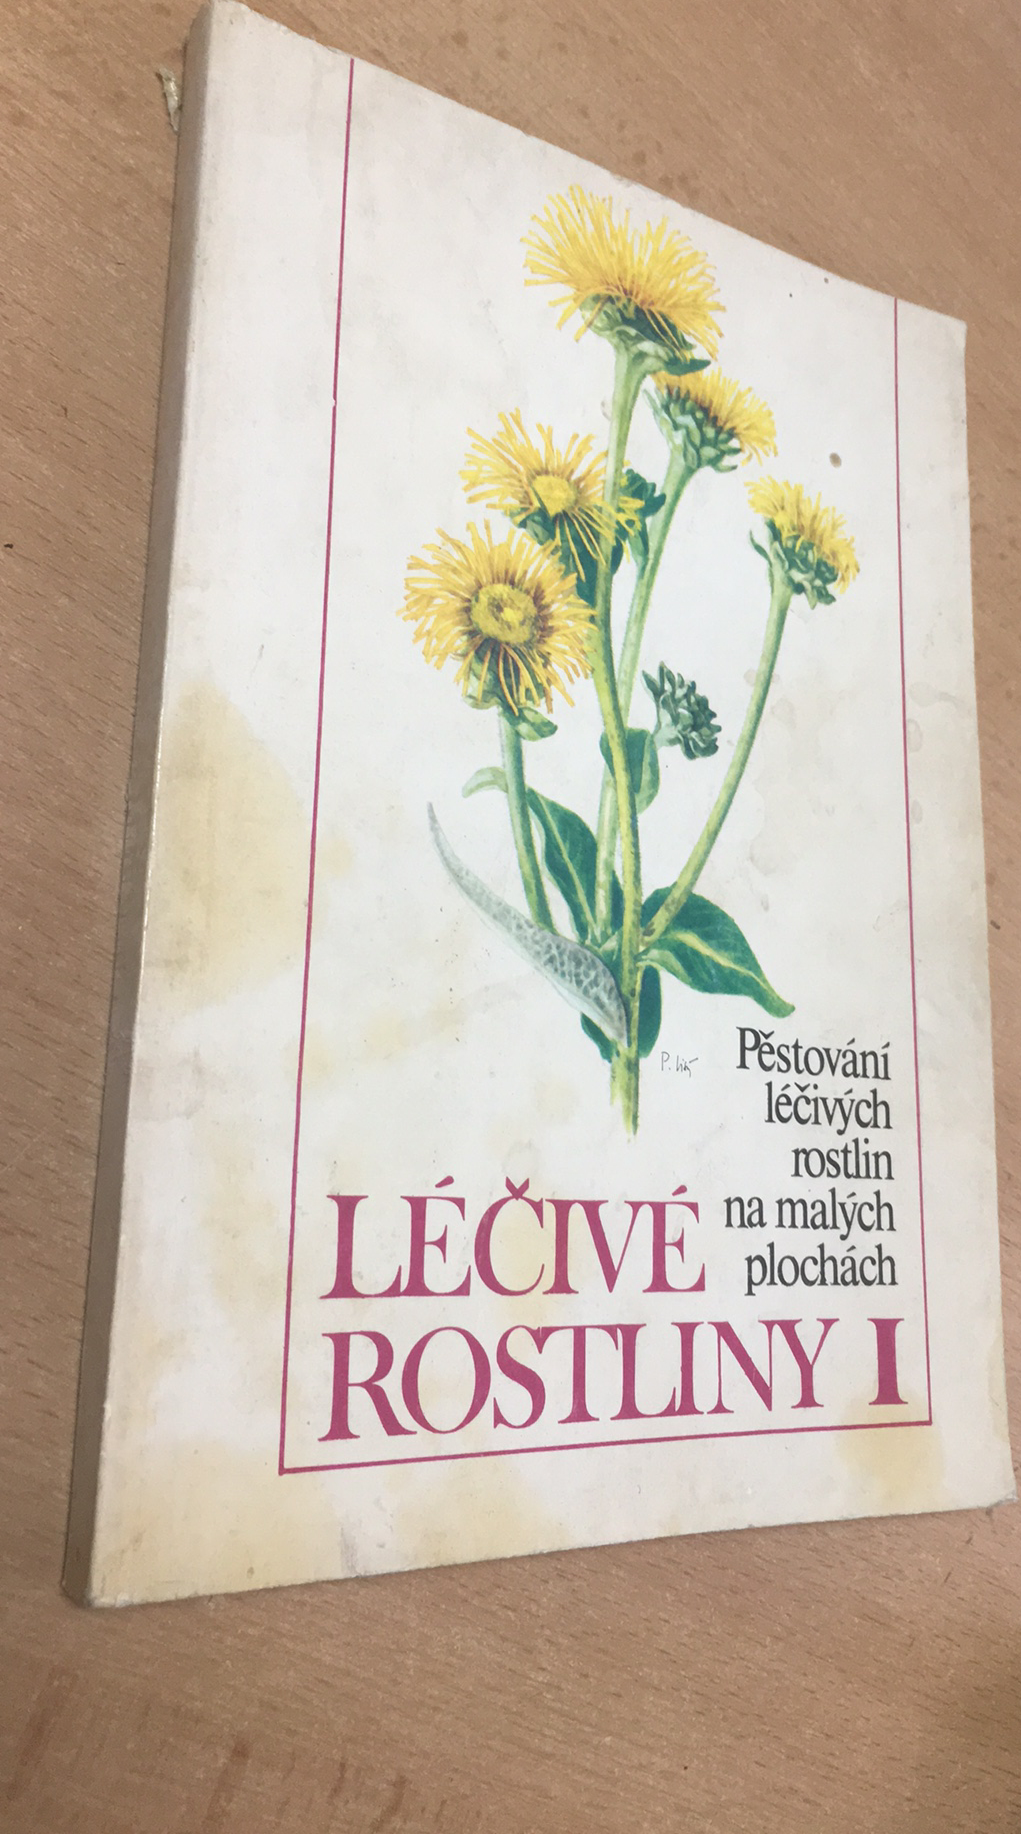 Pěstování
léčivých
rostlin
na malých
plochách
LÉČIVÉ
ROSTLINY I